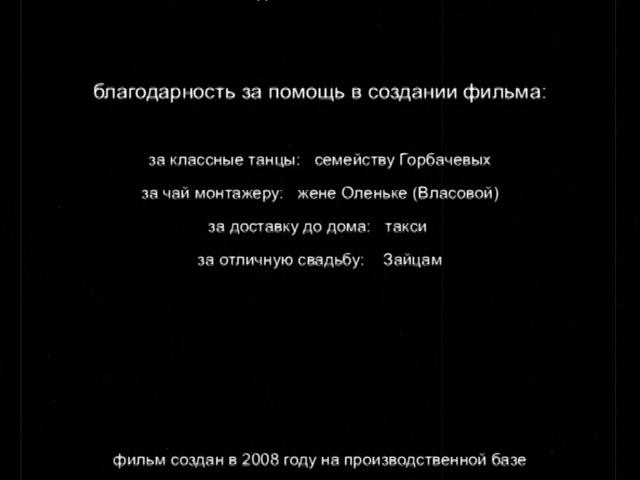 благодарность за помощь в создании фильма:
за классные танцы: семейству Горбачевых
за чай монтажеру: жене Оленьке (Власовой)
за доставку до дома: такси
за отличную свадьбу: Зайцам
фильм создан в 2008 году на производственной базе